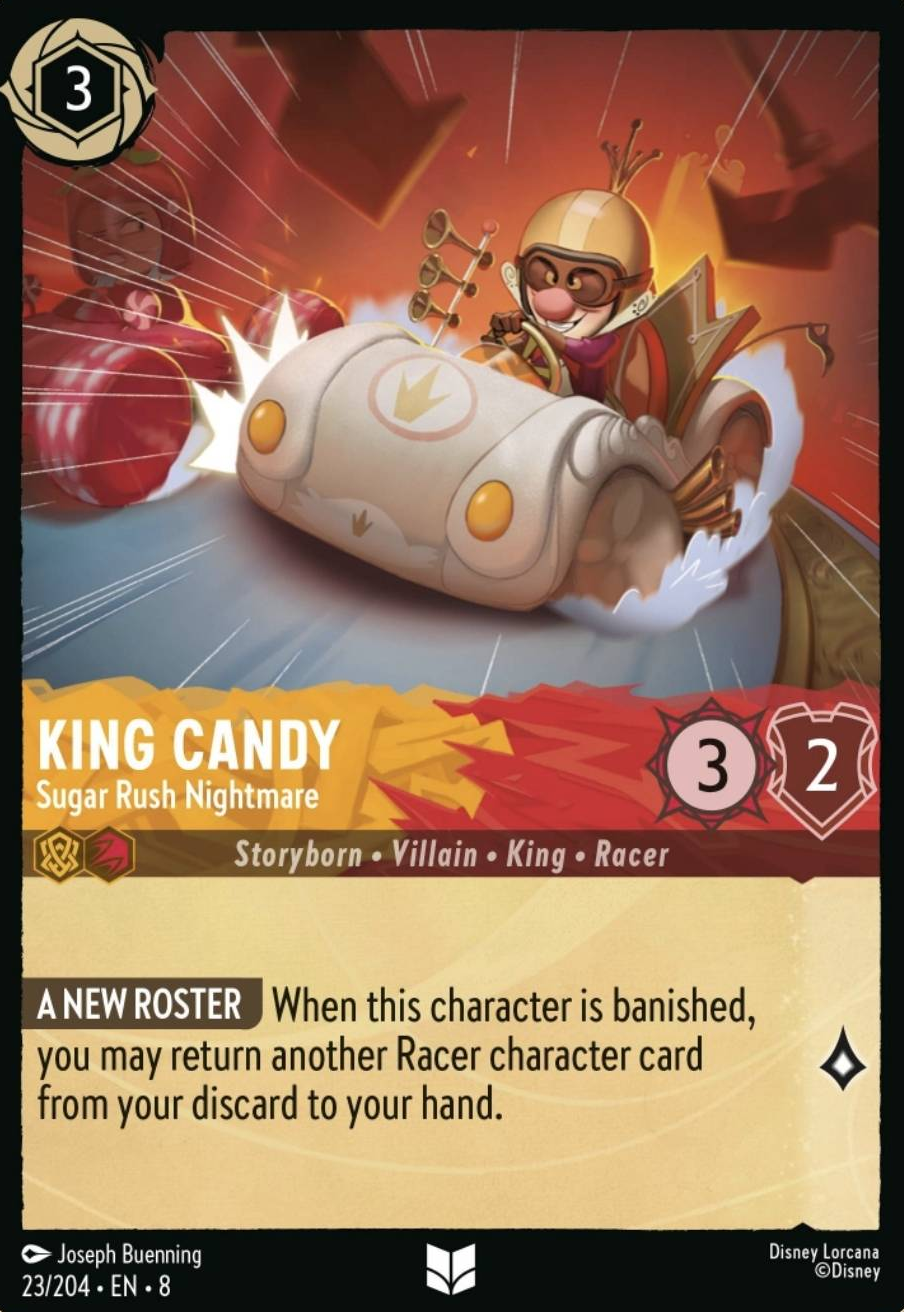 3
KING CANDY
Sugar Rush Nightmare
3
2
Storyborn • Villain • King • Racer
A NEW ROSTER When this character is banished,
you may return another Racer character card
from your discard to your hand.
Joseph Buenning
23/204 • EN • 8
Disney Lorcana
©Disney